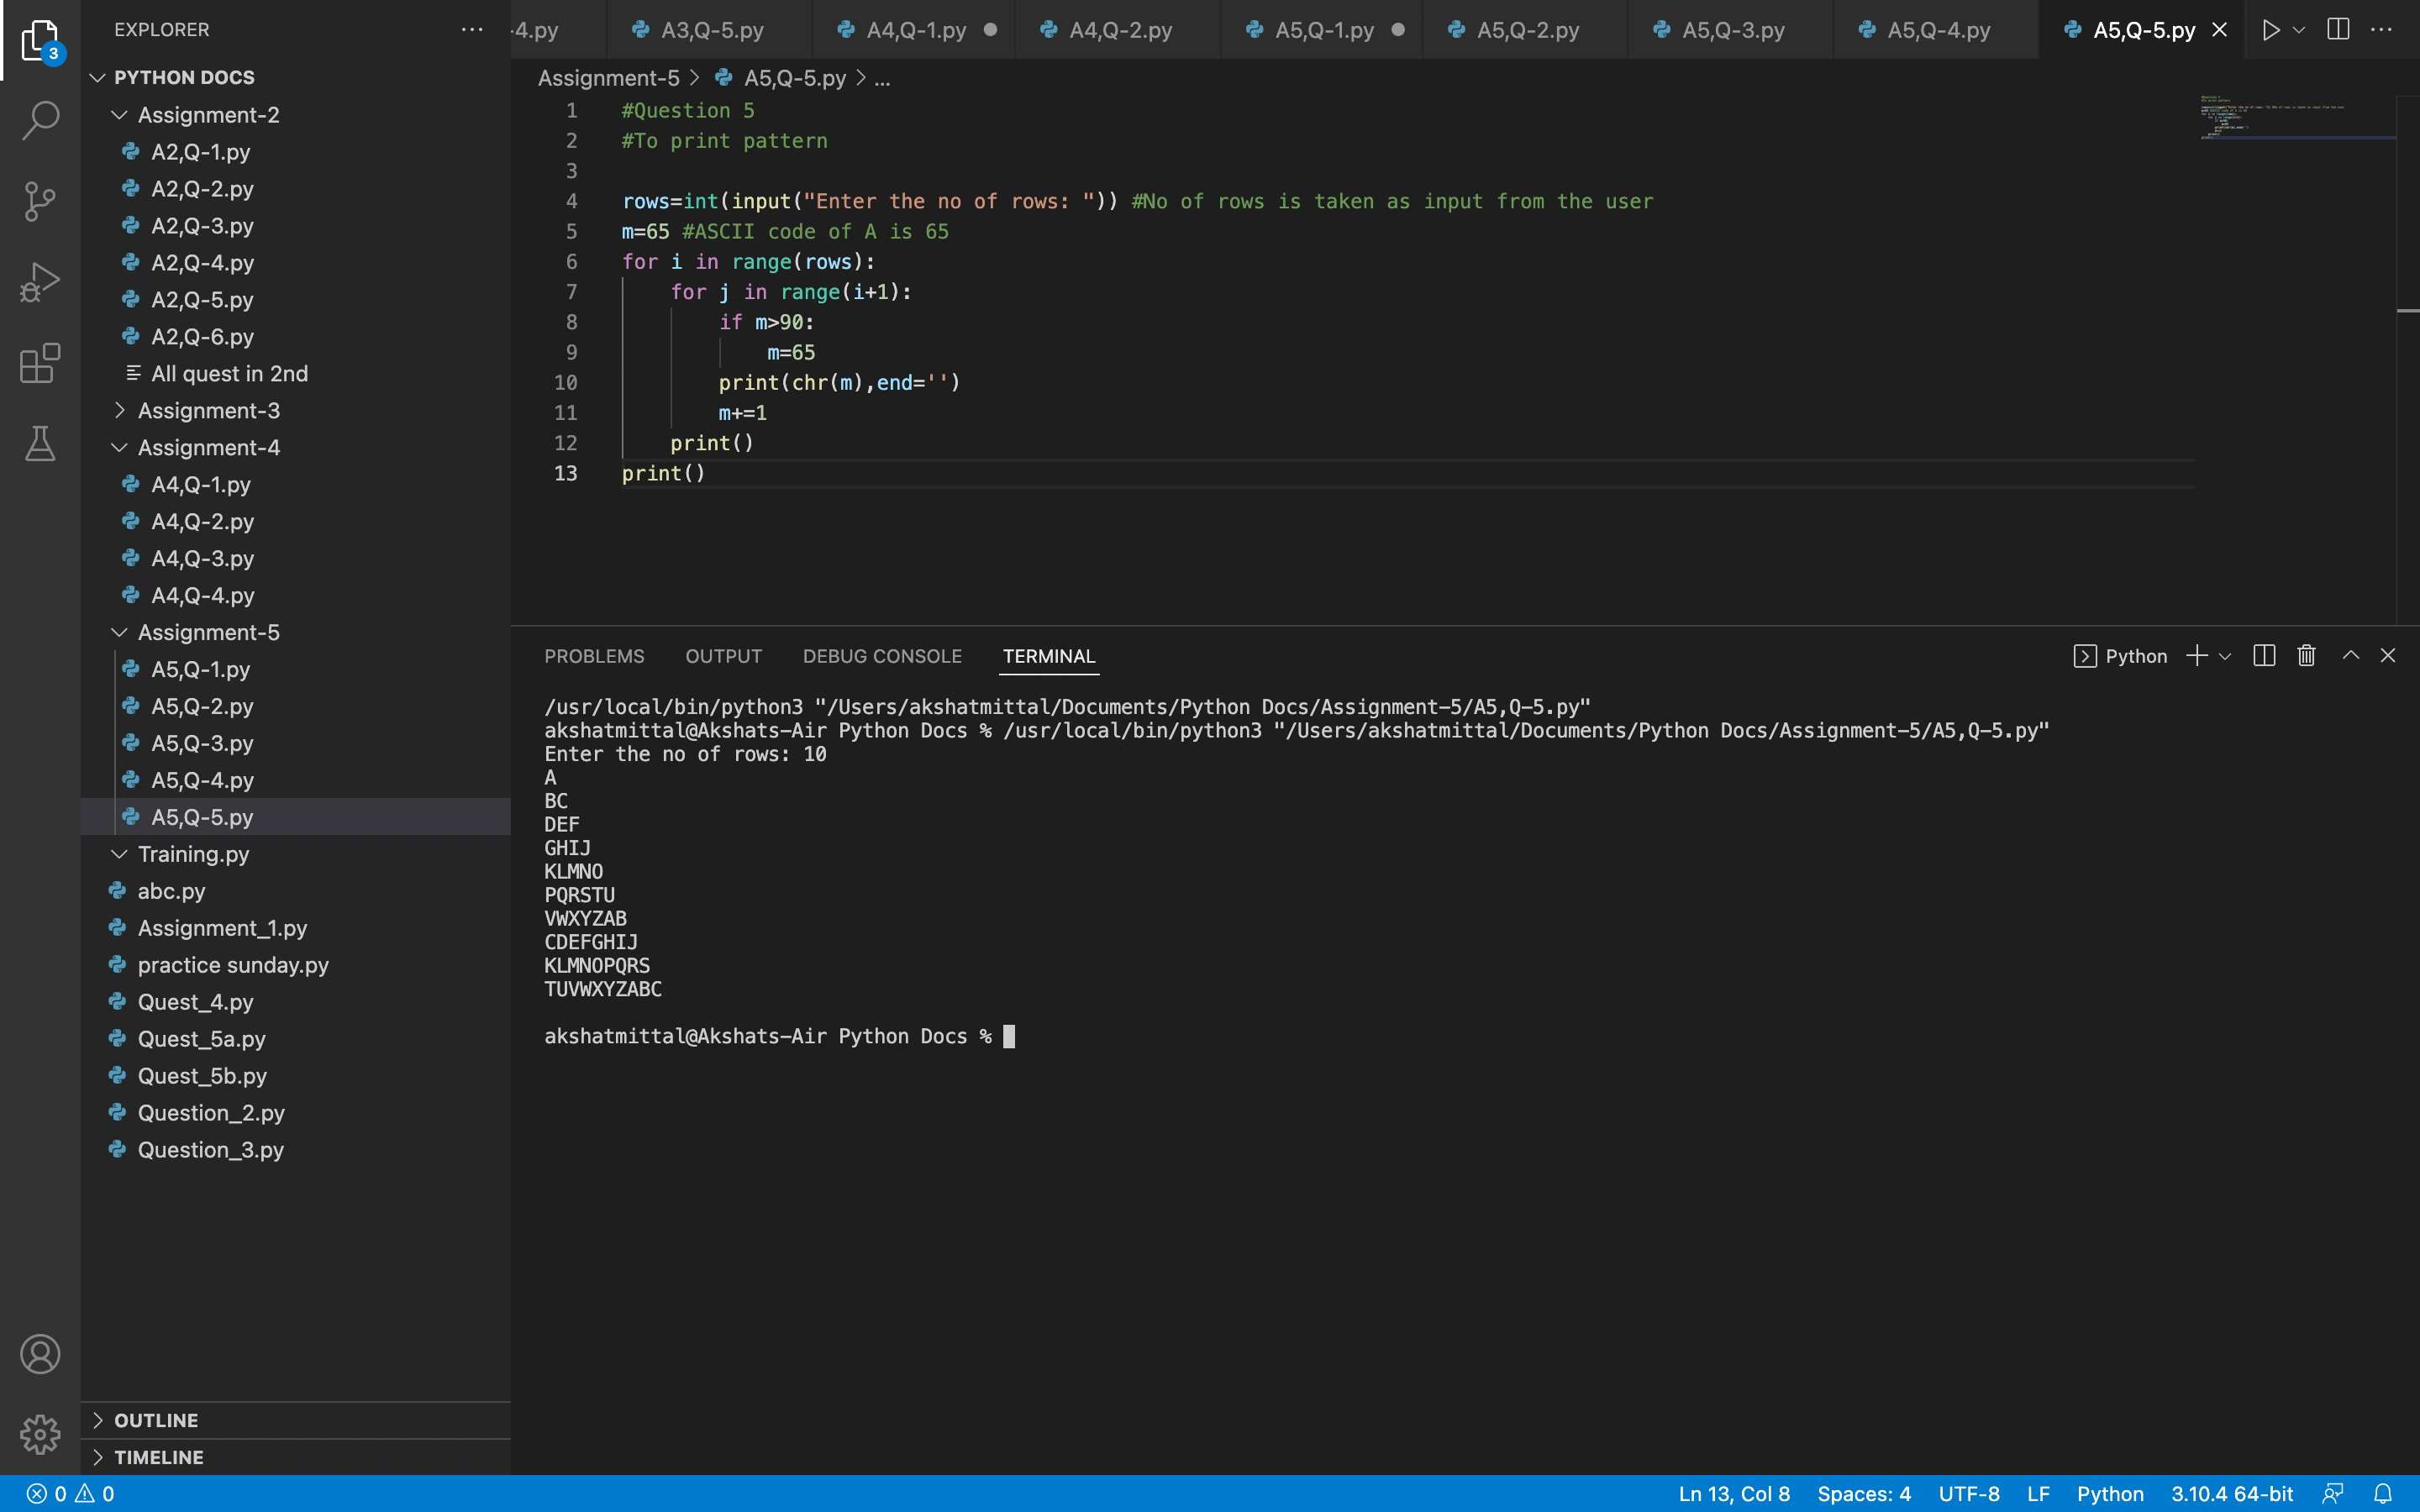 EXPLORER
PYTHON DOCS
Assignment-2
A2,Q-1.py
A2,Q-2.py
A2,Q-3.py
A2,Q-4.py
A2,Q-5.py
A2,Q-6.py
All quest in 2nd
Assignment-3
Assignment-4
A4,Q-1.py
A4,Q-2.py
A4,Q-3.py
A4,Q-4.py
Assignment-5
A5,Q-1.py
A5,Q-2.py
A5,Q-3.py
A5,Q-4.py
A5,Q-5.py
Training.py
abc.py
Assignment_1.py
practice sunday.py
Quest_4.py
Quest_5a.py
Quest_5b.py
Question_2.py
Question_3.py
OUTLINE
TIMELINE
3
-4.py A3,Q-5.py A4,Q-1.py A4,Q-2.py A5,Q-1.py A5,Q-2.py A5,Q-3.py A5,Q-4.py A5,Q-5.py
Assignment-5 > A5,Q-5.py > ...
1 #Question 5
2 #To print pattern
3
4 rows=int(input("Enter the no of rows: ")) #No of rows is taken as input from the user
5 m=65 #ASCII code of A is 65
6 for i in range(rows):
7     for j in range(i+1):
8         if m>90:
9             m=65
10         print(chr(m),end='')
11         m+=1
12     print()
13 print()
PROBLEMS OUTPUT DEBUG CONSOLE TERMINAL Python
/usr/local/bin/python3 "/Users/akshatmittal/Documents/Python Docs/Assignment-5/A5,Q-5.py"
akshatmittal@Akshats-Air Python Docs % /usr/local/bin/python3 "/Users/akshatmittal/Documents/Python Docs/Assignment-5/A5,Q-5.py"
Enter the no of rows: 10
A
BC
DEF
GHIJ
KLMNO
PQRSTU
VWXYZAB
CDEFGHIJ
KLMNOPQRS
TUVWXYZABC
akshatmittal@Akshats-Air Python Docs %
0 0 Ln 13, Col 8 Spaces: 4 UTF-8 LF Python 3.10.4 64-bit